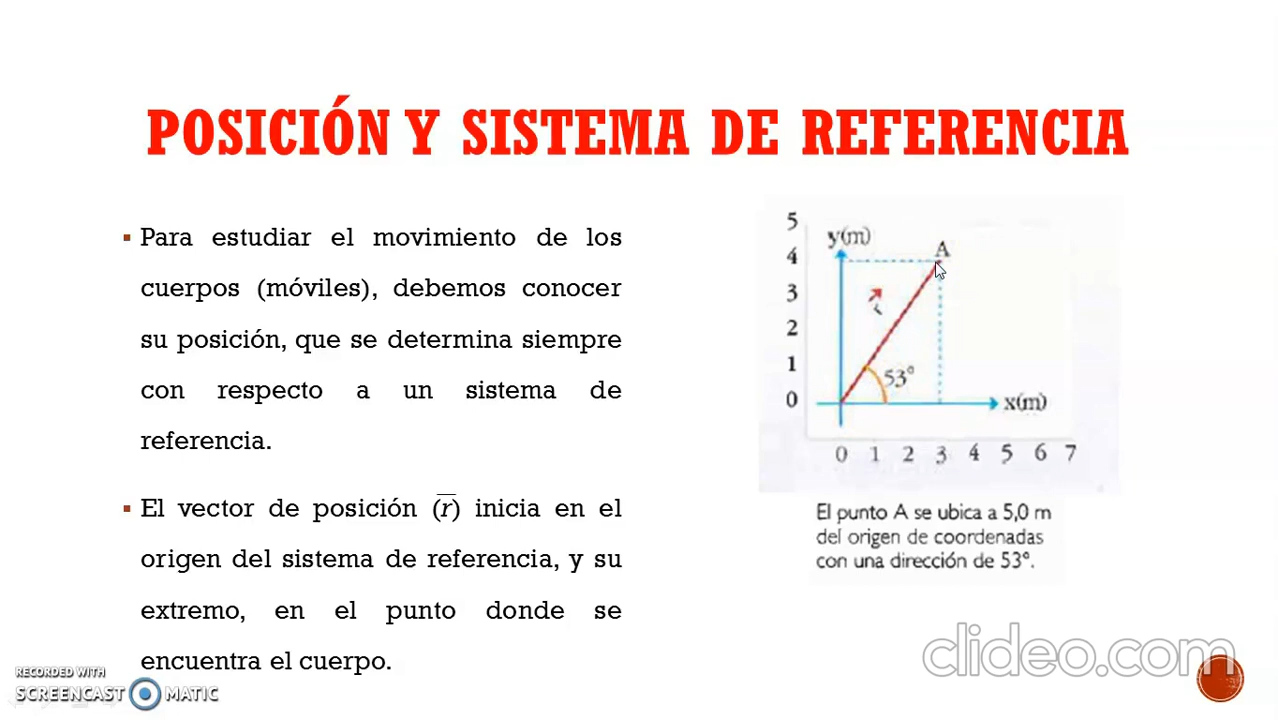 POSICIÓN Y SISTEMA DE REFERENCIA
▪ Para estudiar el movimiento de los
cuerpos (móviles), debemos conocer
su posición, que se determina siempre
con respecto a un sistema de
referencia.
▪ El vector de posición (r̅) inicia en el
origen del sistema de referencia, y su
extremo, en el punto donde se
encuentra el cuerpo.
5
y(m)
A
4
3
r
2
1
53°
0
x(m)
0 1 2 3 4 5 6 7
El punto A se ubica a 5,0 m
del origen de coordenadas
con una dirección de 53°.
RECORDED WITH
SCREENCAST MATIC
clideo.com